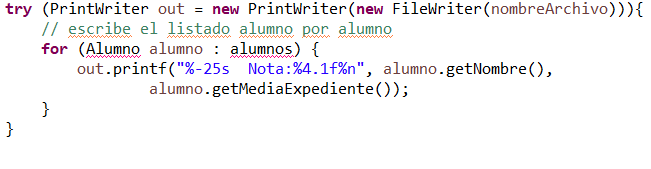 try (PrintWriter out = new PrintWriter(new FileWriter(nombreArchivo))){
    // escribe el listado alumno por alumno
    for (Alumno alumno : alumnos) {
        out.printf("%-25s  Nota:%4.1f%n", alumno.getNombre(),
                alumno.getMediaExpediente());
    }
}